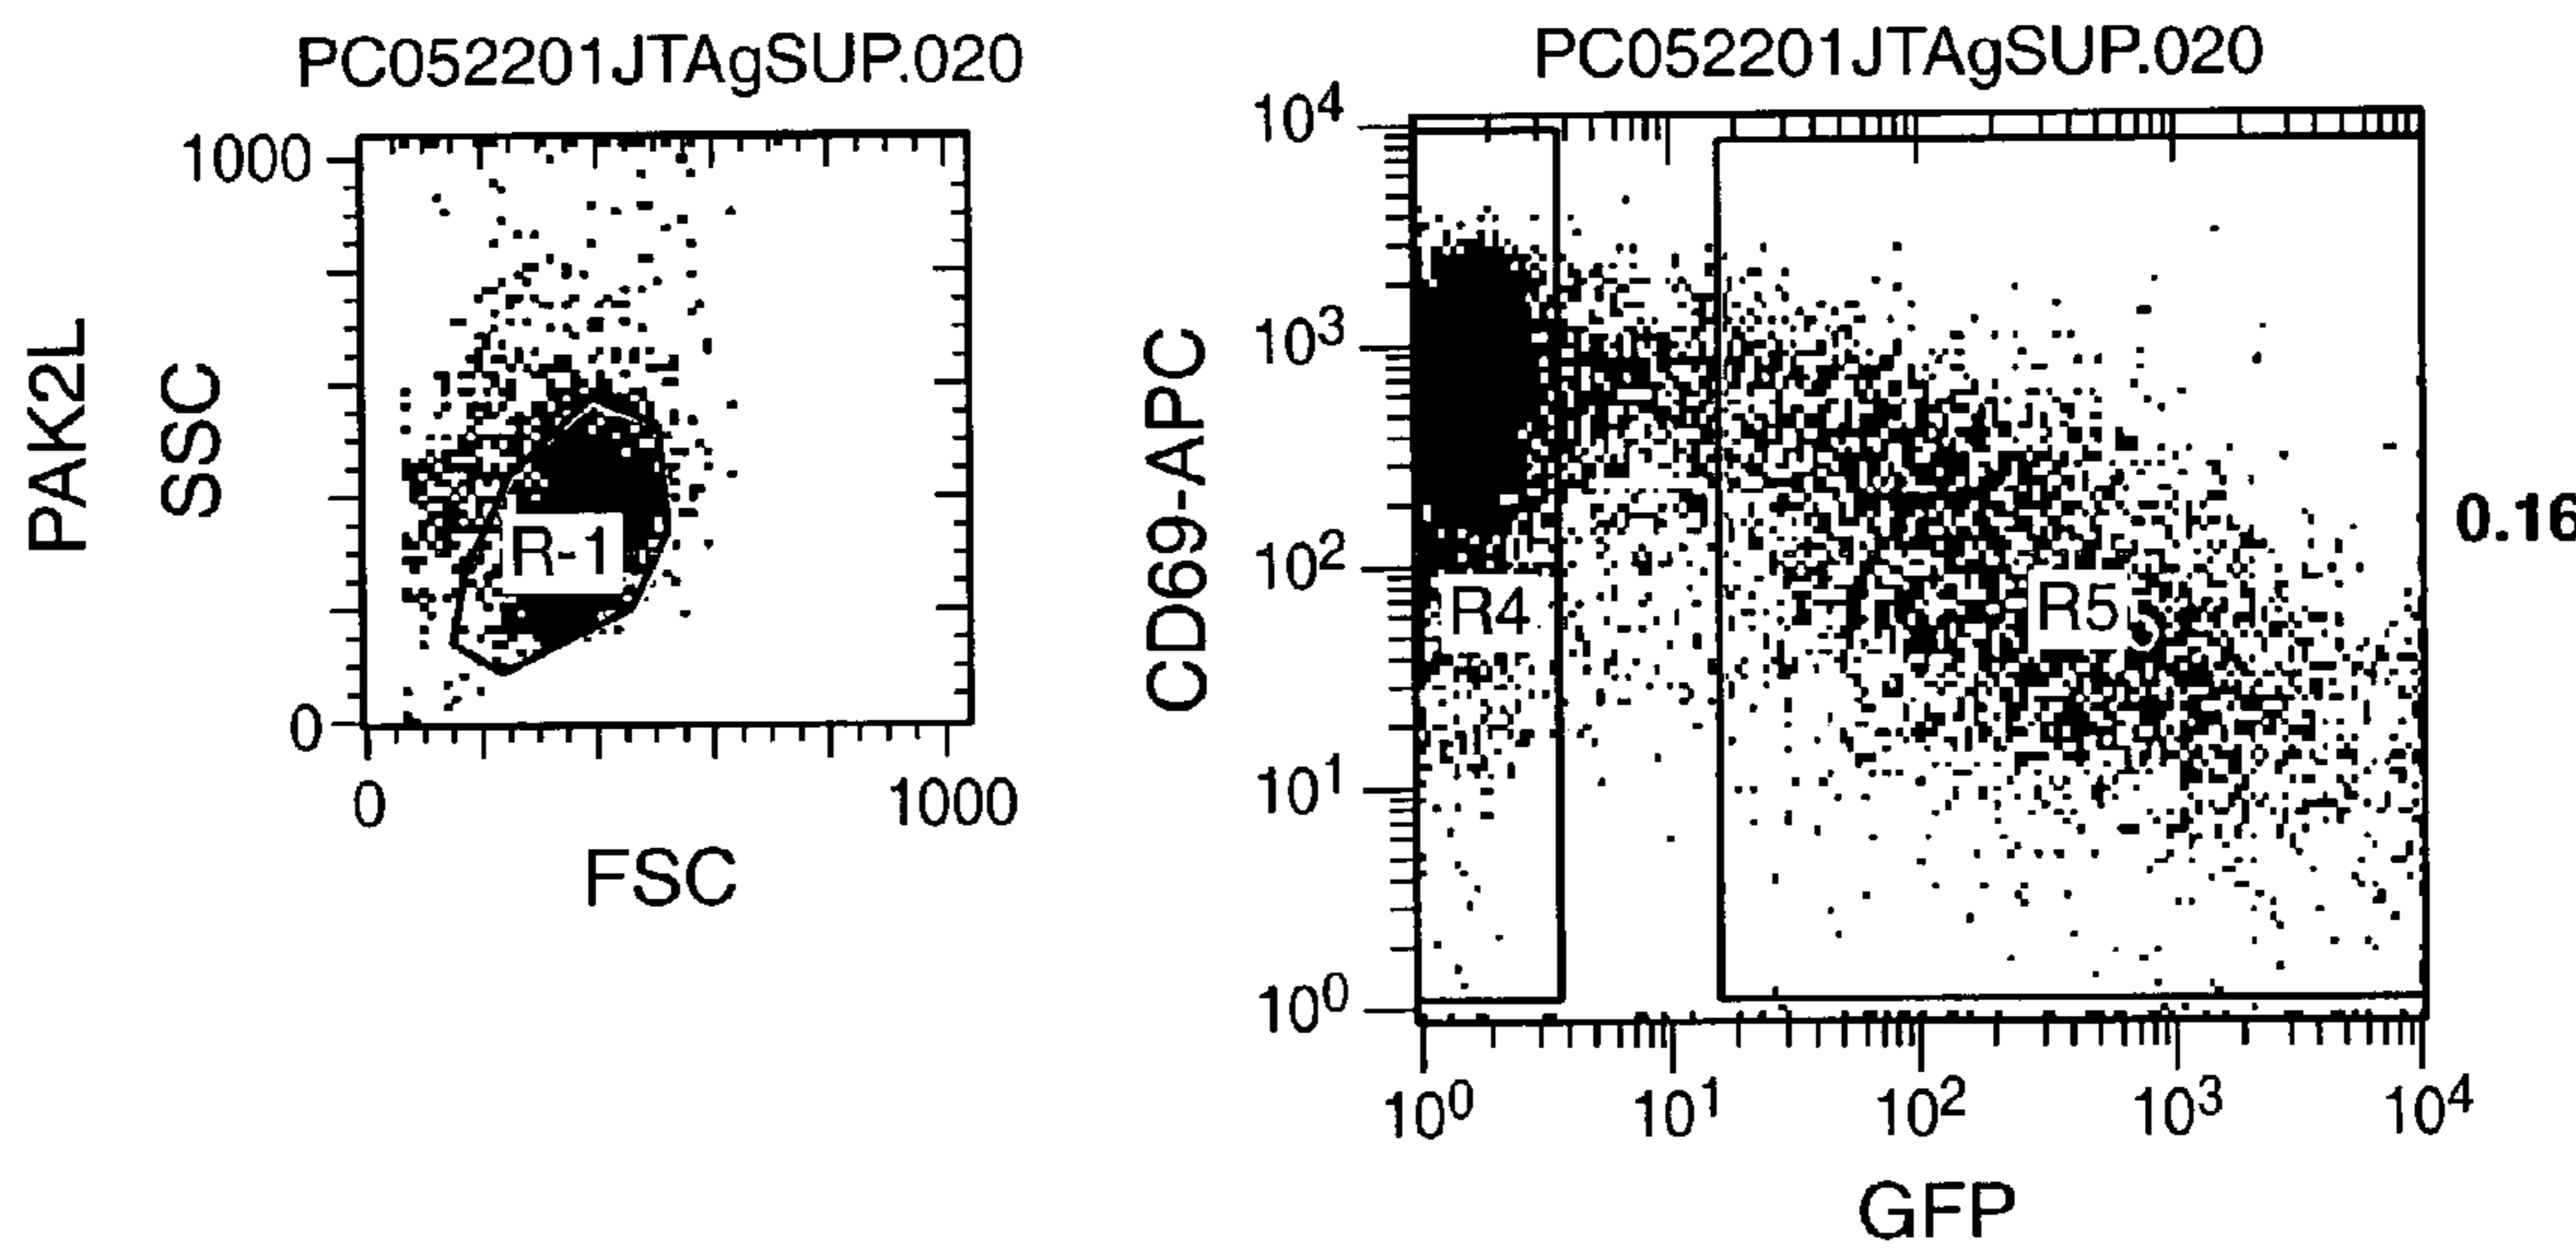 PC052201JTAgSUP.020
PAK2L
SSC
1000
R-1
0
0 1000
FSC
PC052201JTAgSUP.020
CD69-APC
10⁴
10³
10²
10¹
10⁰
R4
R5
0.16
10⁰ 10¹ 10² 10³ 10⁴
GFP